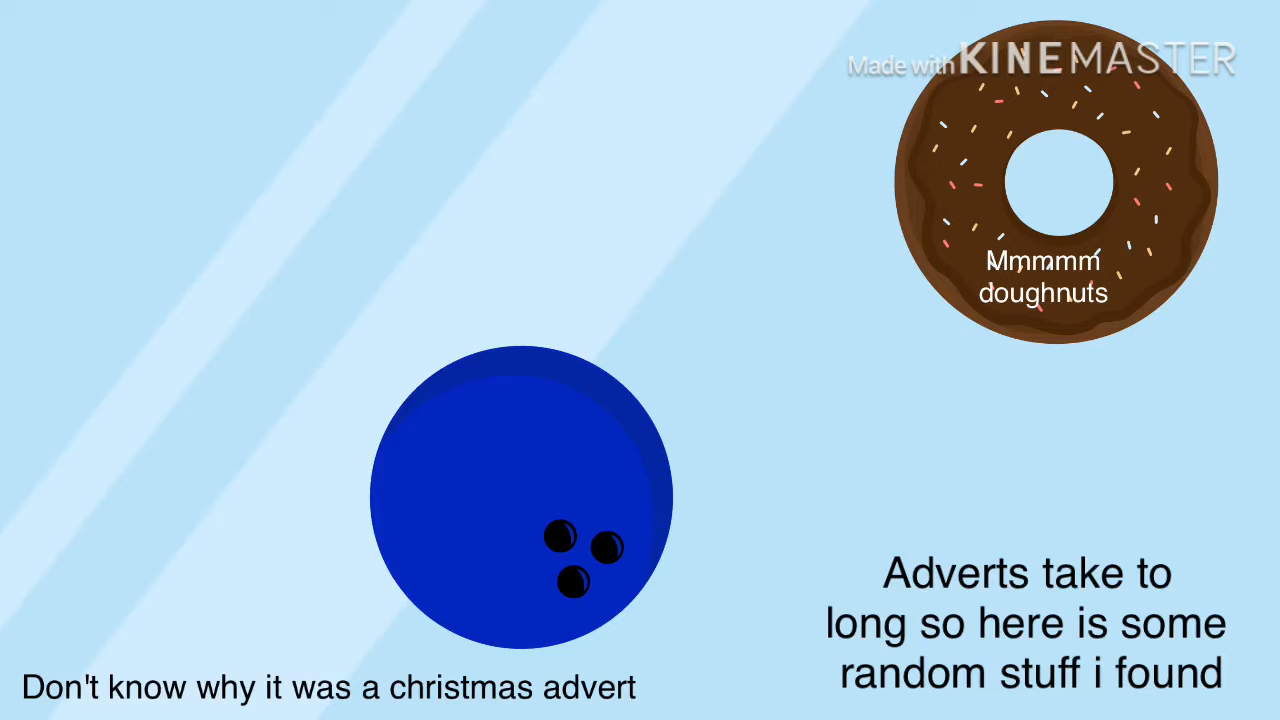 Made with KINEMASTER
Mmmmm
doughnuts
Adverts take to
long so here is some
random stuff i found
Don't know why it was a christmas advert